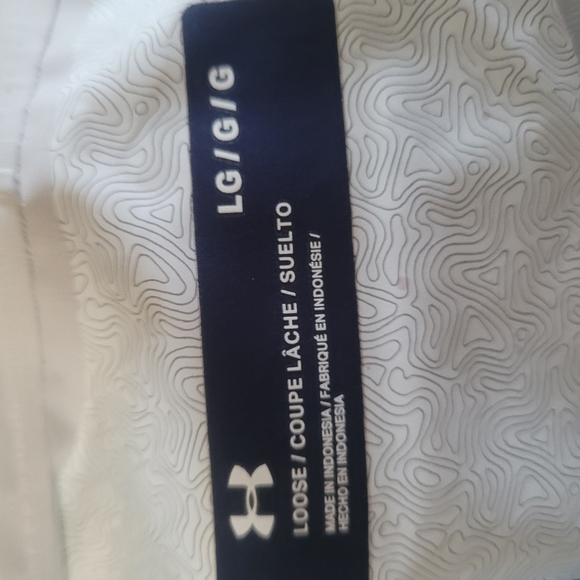 LG / G / G
LOOSE / COUPE LÂCHE / SUELTO
MADE IN INDONESIA / FABRIQUÉ EN INDONÉSIE /
HECHO EN INDONESIA